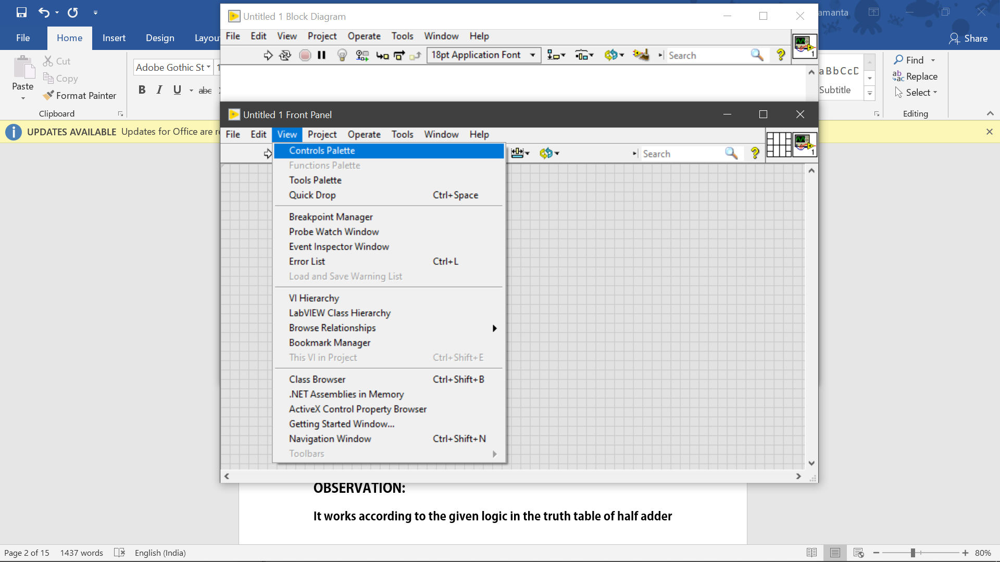 Untitled 1 Block Diagram
amanta
File Home Insert Design Layou
Share
File Edit View Project Operate Tools Window Help
18pt Application Font Search
1
Paste Cut
Copy
Format Painter
Clipboard
Adobe Gothic St 1
B I U abc
aBbCcD
Subtitle
Find
Replace
Select
Editing
UPDATES AVAILABLE Updates for Office are re
Untitled 1 Front Panel
File Edit View Project Operate Tools Window Help
Search
1
Controls Palette
Functions Palette
Tools Palette
Quick Drop Ctrl+Space
Breakpoint Manager
Probe Watch Window
Event Inspector Window
Error List Ctrl+L
Load and Save Warning List
VI Hierarchy
LabVIEW Class Hierarchy
Browse Relationships
Bookmark Manager
This VI in Project Ctrl+Shift+E
Class Browser Ctrl+Shift+B
.NET Assemblies in Memory
ActiveX Control Property Browser
Getting Started Window...
Navigation Window Ctrl+Shift+N
Toolbars
OBSERVATION:
It works according to the given logic in the truth table of half adder
Page 2 of 15 1437 words English (India) 80%